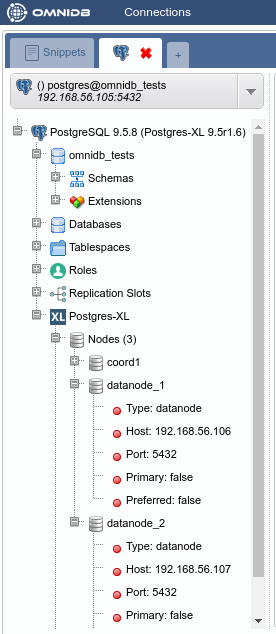 OMNIDB Connections
Snippets
+
() postgres@omnidb_tests
192.168.56.105:5432
PostgreSQL 9.5.8 (Postgres-XL 9.5r1.6)
omnidb_tests
Schemas
Extensions
Databases
Tablespaces
Roles
Replication Slots
XL Postgres-XL
Nodes (3)
coord1
datanode_1
Type: datanode
Host: 192.168.56.106
Port: 5432
Primary: false
Preferred: false
datanode_2
Type: datanode
Host: 192.168.56.107
Port: 5432
Primary: false